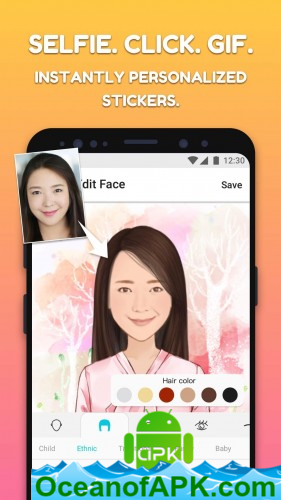 SELFIE. CLICK. GIF.
INSTANTLY PERSONALIZED
STICKERS.
12:30
dit Face
Save
Hair color
Child
Ethnic
Th
Baby
apk
OceanofAPK.com